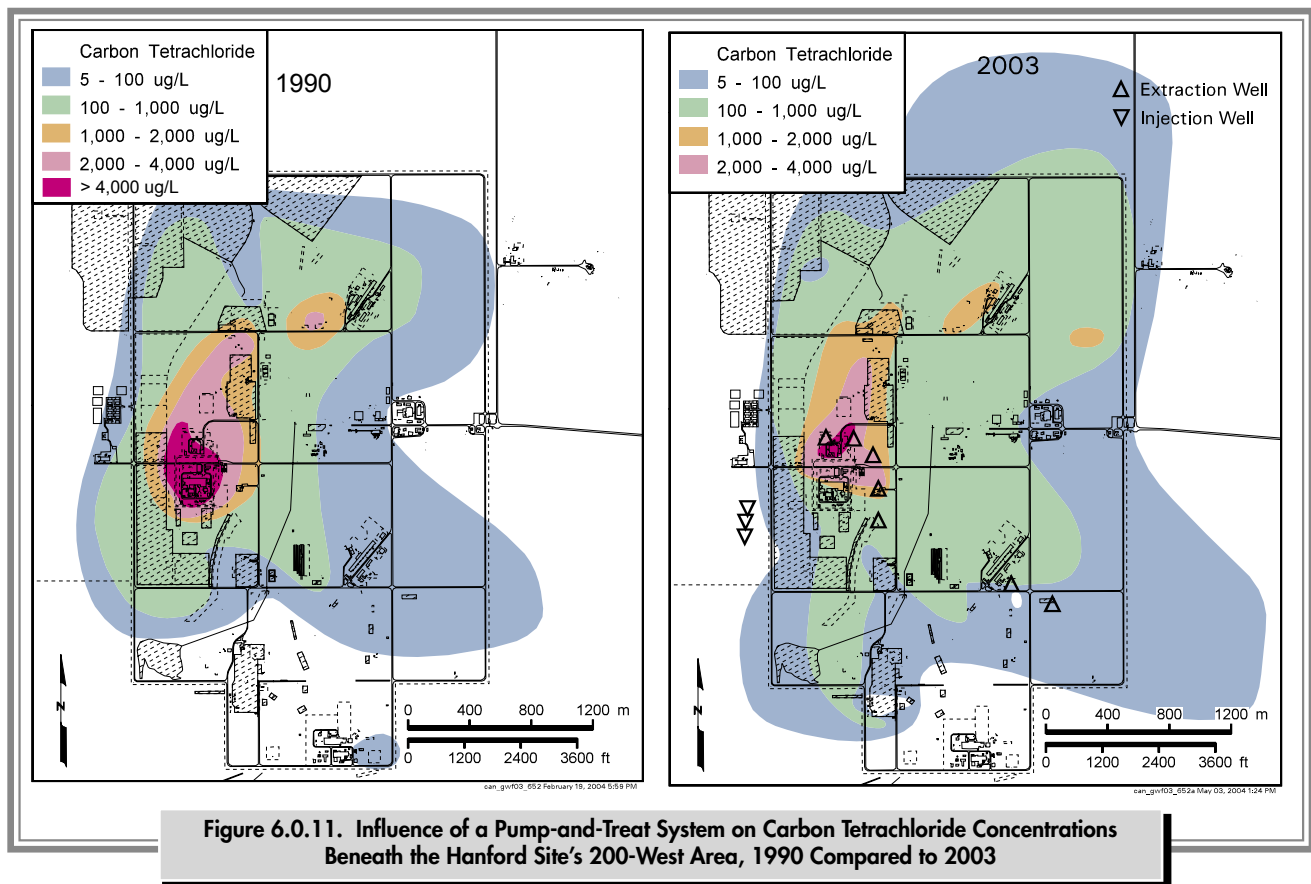 Carbon Tetrachloride
5 - 100 ug/L
100 - 1,000 ug/L
1,000 - 2,000 ug/L
2,000 - 4,000 ug/L
> 4,000 ug/L
1990
N
0 400 800 1200 m
0 1200 2400 3600 ft
can_gwf03_652 February 19, 2004 5:59 PM
Carbon Tetrachloride
5 - 100 ug/L
100 - 1,000 ug/L
1,000 - 2,000 ug/L
2,000 - 4,000 ug/L
2003
Extraction Well
Injection Well
N
0 400 800 1200 m
0 1200 2400 3600 ft
can_gwf03_652a May 03, 2004 1:24 PM
Figure 6.0.11. Influence of a Pump-and-Treat System on Carbon Tetrachloride Concentrations
Beneath the Hanford Site's 200-West Area, 1990 Compared to 2003